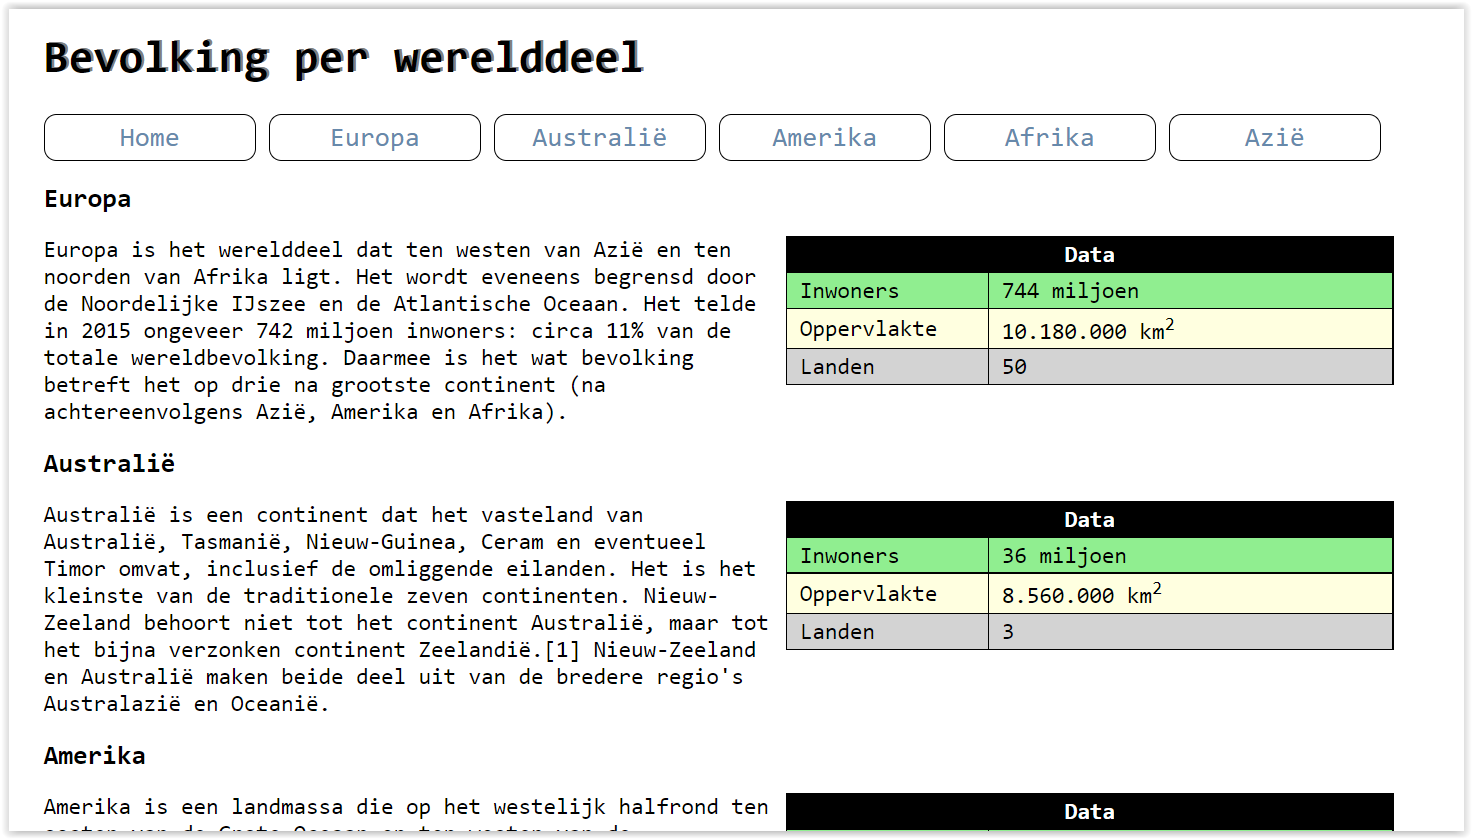 Bevolking per werelddeel
Home Europa Australië Amerika Afrika Azië
Europa
Europa is het werelddeel dat ten westen van Azië en ten
noorden van Afrika ligt. Het wordt eveneens begrensd door
de Noordelijke IJszee en de Atlantische Oceaan. Het telde
in 2015 ongeveer 742 miljoen inwoners: circa 11% van de
totale wereldbevolking. Daarmee is het wat bevolking
betreft het op drie na grootste continent (na
achtereenvolgens Azië, Amerika en Afrika).
Data
Inwoners 744 miljoen
Oppervlakte 10.180.000 km²
Landen 50
Australië
Australië is een continent dat het vasteland van
Australië, Tasmanië, Nieuw-Guinea, Ceram en eventueel
Timor omvat, inclusief de omliggende eilanden. Het is het
kleinste van de traditionele zeven continenten. Nieuw-
Zeeland behoort niet tot het continent Australië, maar tot
het bijna verzonken continent Zeelandië.[1] Nieuw-Zeeland
en Australië maken beide deel uit van de bredere regio's
Australazië en Oceanië.
Data
Inwoners 36 miljoen
Oppervlakte 8.560.000 km²
Landen 3
Amerika
Amerika is een landmassa die op het westelijk halfrond ten
Data